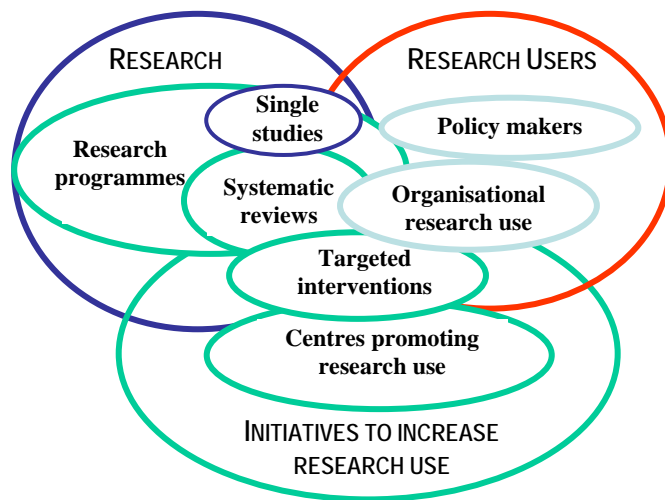 RESEARCH
RESEARCH USERS
Single
studies
Policy makers
Research
programmes
Systematic
reviews
Organisational
research use
Targeted
interventions
Centres promoting
research use
INITIATIVES TO INCREASE
RESEARCH USE